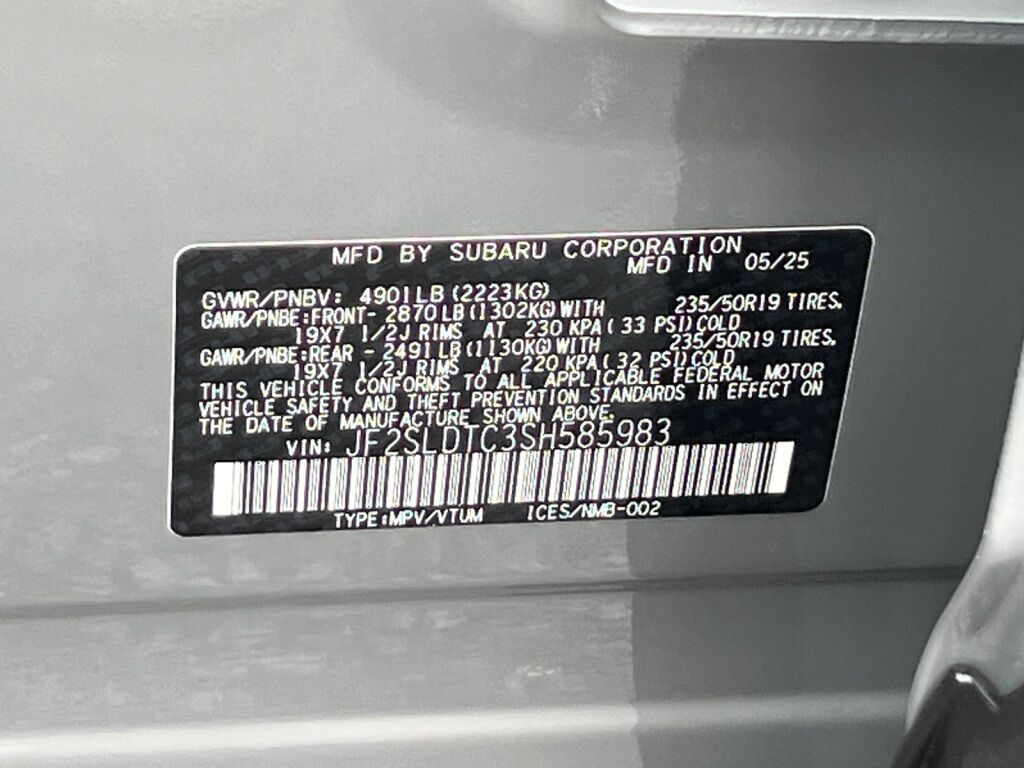 MFD BY SUBARU CORPORATION
MFD IN 05/25
GVWR/PNBV: 4901LB(2223KG)
GAWR/PNBE:FRONT- 2870LB(1302KG)WITH 235/50R19 TIRES.
19X7 1/2J RIMS AT 230 KPA( 33 PSI)COLD
GAWR/PNBE:REAR - 2491LB(1130KG)WITH 235/50R19 TIRES.
19X7 1/2J RIMS AT 220 KPA( 32 PSI)COLD
THIS VEHICLE CONFORMS TO ALL APPLICABLE FEDERAL MOTOR
VEHICLE SAFETY AND THEFT PREVENTION STANDARDS IN EFFECT ON
THE DATE OF MANUFACTURE SHOWN ABOVE.
VIN: JF2SLDTC3SH585983
TYPE:MPV/VTUM ICES/NMB-002